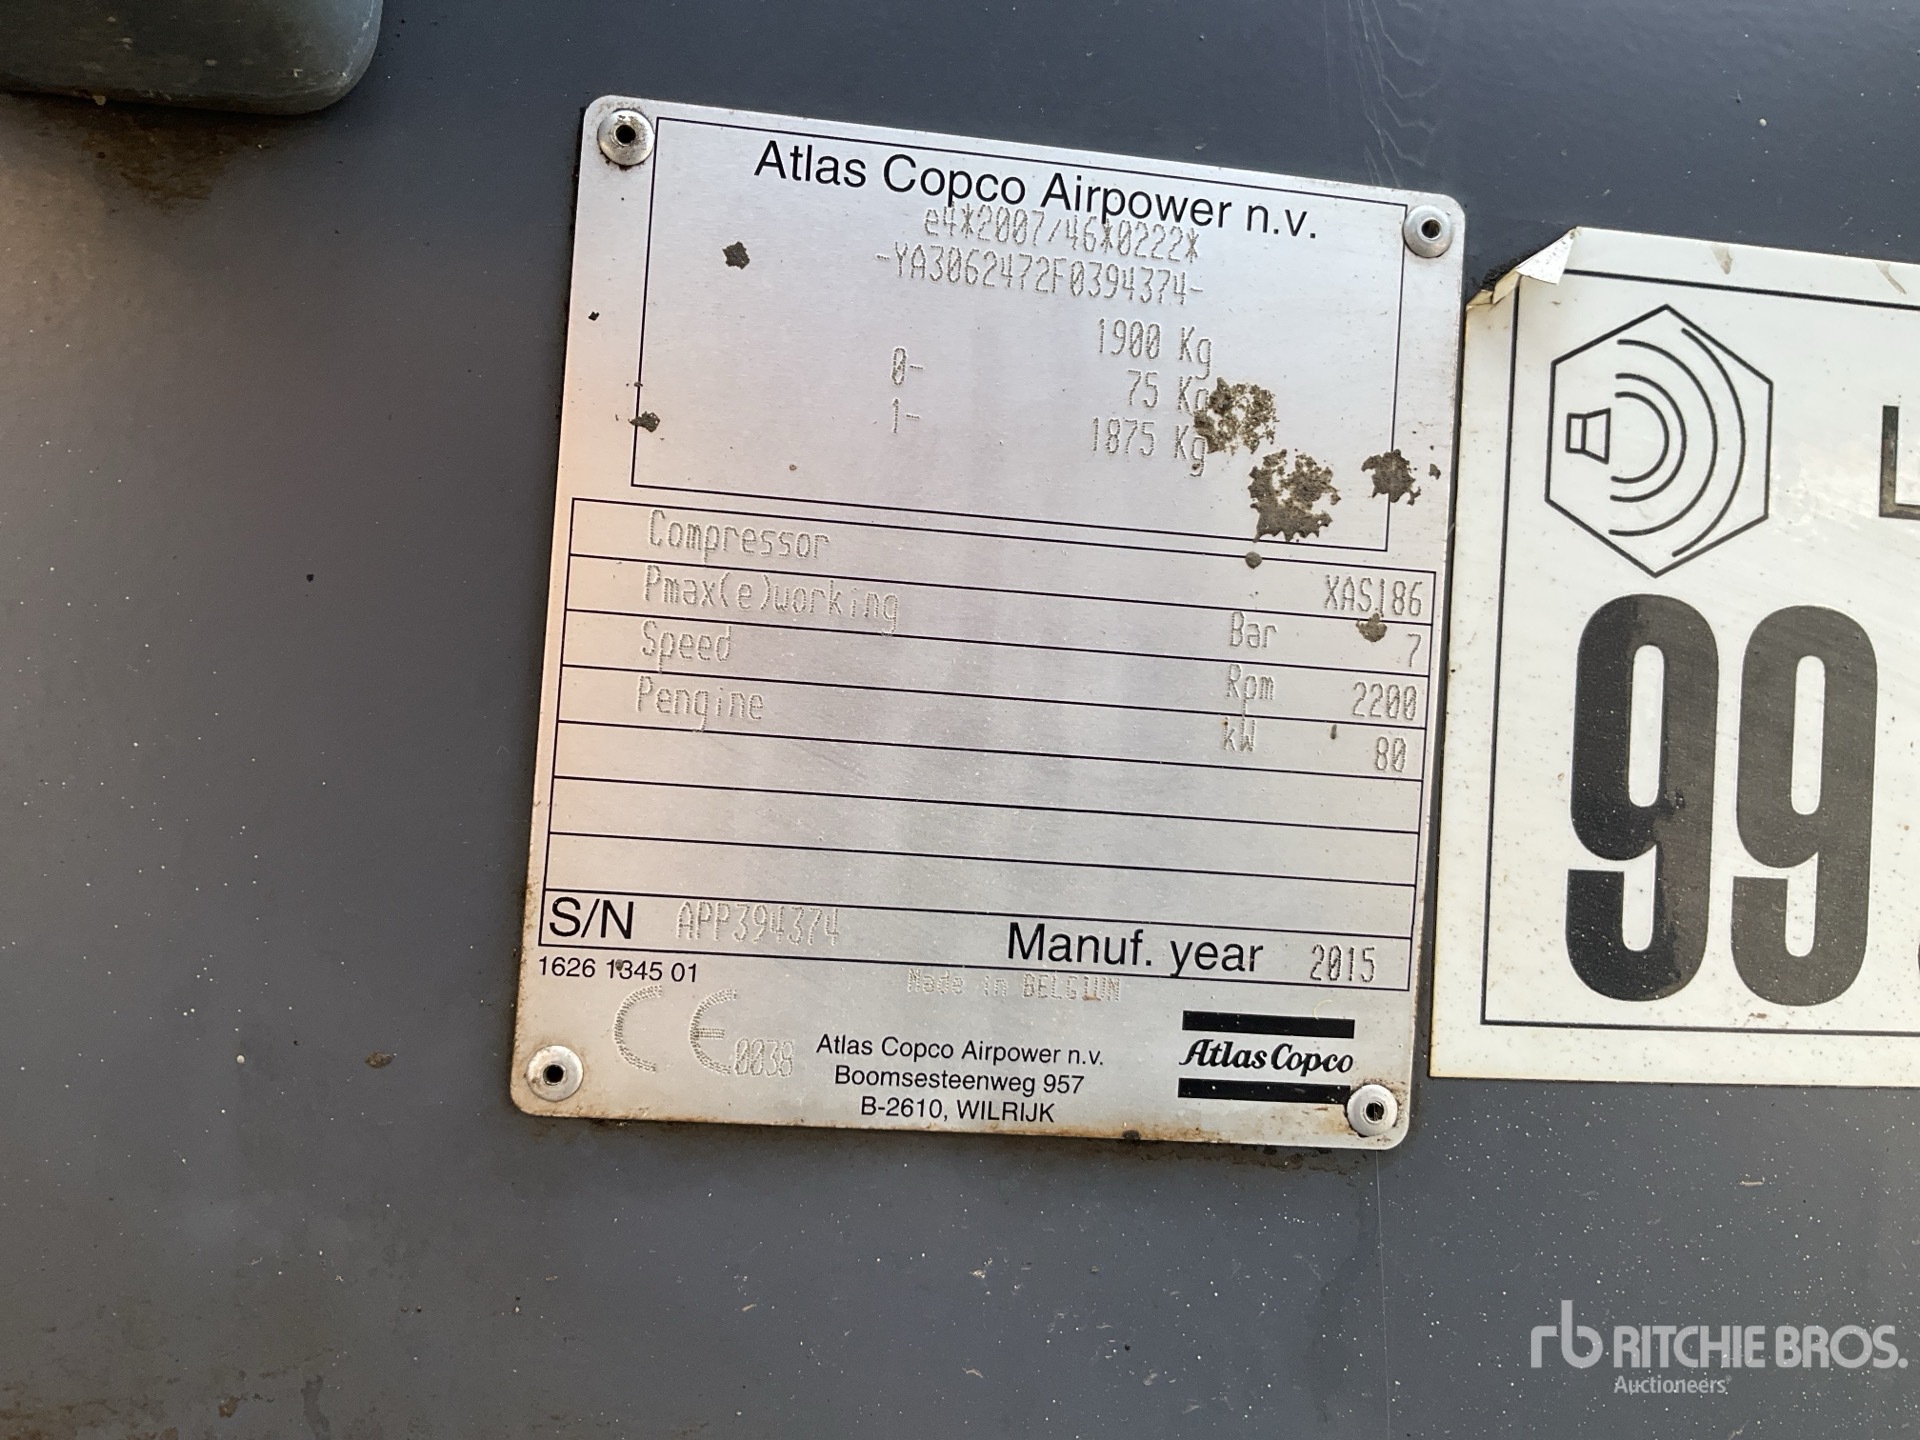 Atlas Copco Airpower n.v.
e4*2007/46*0222*
-YA3062472F0394374-
1900 Kg
0- 75 Kg
1- 1875 Kg
Compressor XAS186
Pmax(e)working Bar 7
Speed Rpm 2200
Pengine kW 80
S/N APP394374 Manuf. year 2015
1626 1345 01
Made in BELGIUM
CE 0038
Atlas Copco Airpower n.v.
Boomsesteenweg 957
B-2610, WILRIJK
Atlas Copco
L
99
rb RITCHIE BROS.
Auctioneers